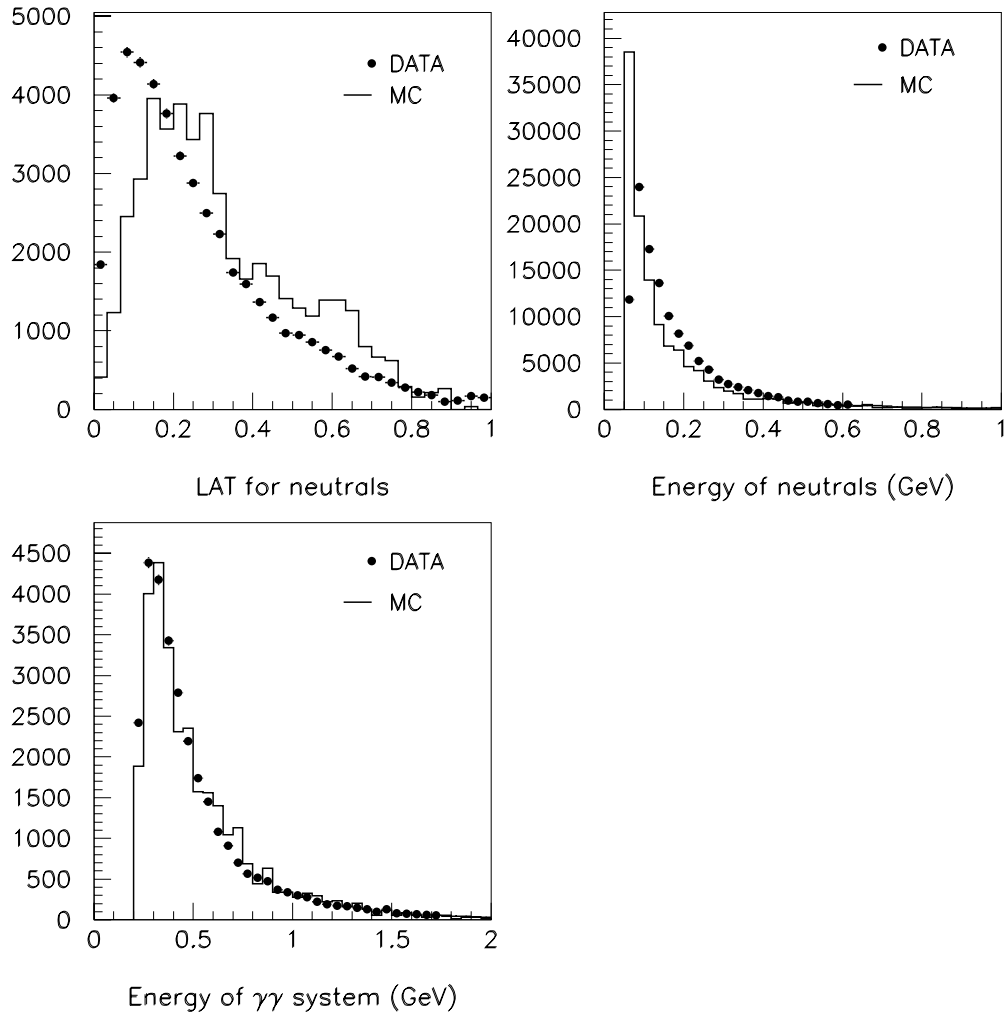 5000
4000
3000
2000
1000
0
DATA
MC
0 0.2 0.4 0.6 0.8 1
LAT for neutrals
40000
35000
30000
25000
20000
15000
10000
5000
0
DATA
MC
0 0.2 0.4 0.6 0.8 1
Energy of neutrals (GeV)
4500
4000
3500
3000
2500
2000
1500
1000
500
0
DATA
MC
0 0.5 1 1.5 2
Energy of γγ system (GeV)